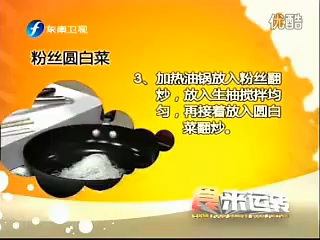 东南卫视
优酷
粉丝圆白菜
3、加热油锅放入粉丝翻
炒，放入生抽搅拌均
匀，再接着放入圆白
菜翻炒.
食来运转